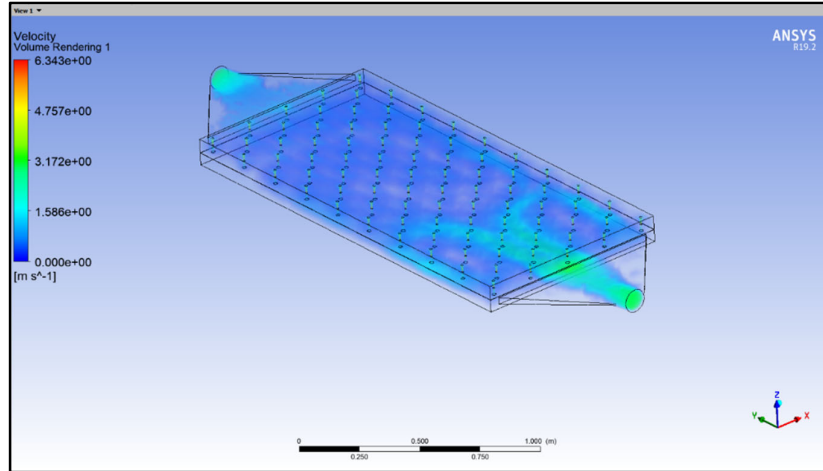 View 1
Velocity
Volume Rendering 1
6.343e+00
4.757e+00
3.172e+00
1.586e+00
0.000e+00
[m s^-1]
ANSYS
R19.2
Z
Y
X
0
0.500
1.000 (m)
0.250
0.750